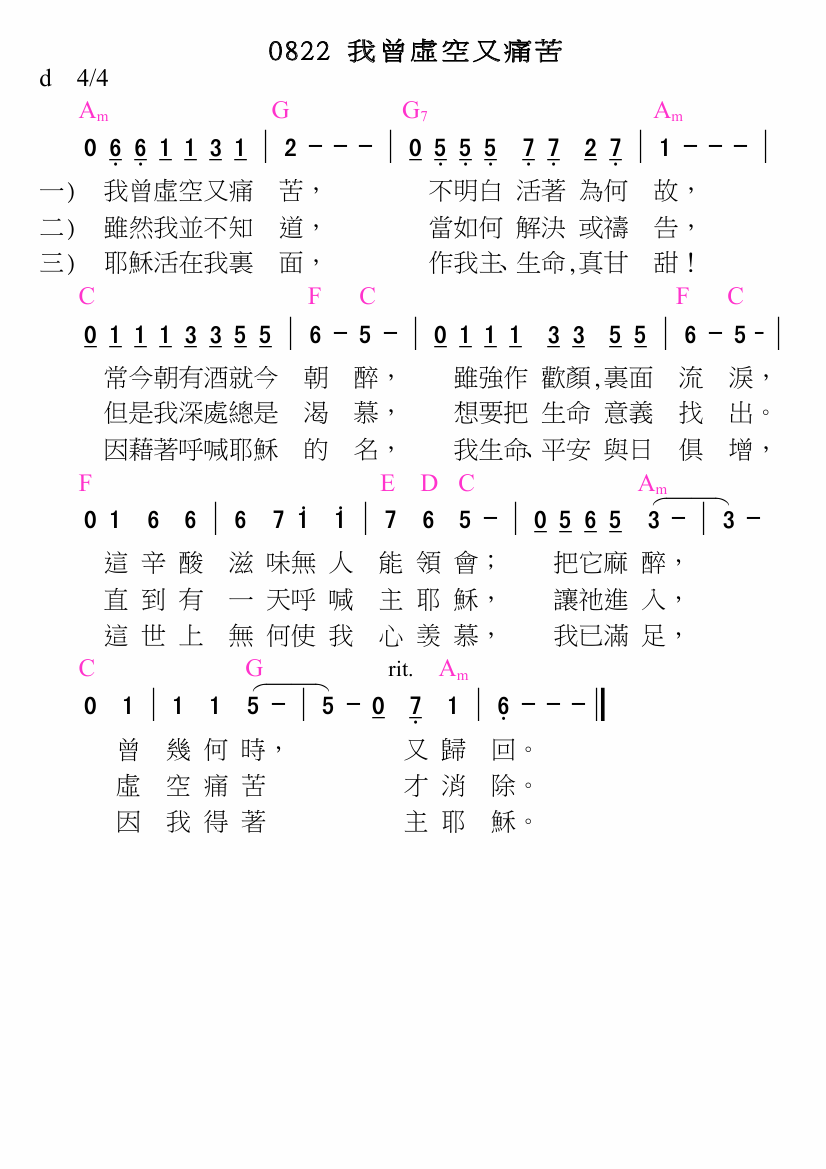 0822 我曾虛空又痛苦
d 4/4
Am G G7 Am
0 6 6 1 1 3 1 | 2 - - - | 0 5 5 5 7 7 2 7 | 1 - - - |
一) 我曾虛空又痛 苦， 不明白 活著 為何 故，
二) 雖然我並不知 道， 當如何 解決 或禱 告，
三) 耶穌活在我裏 面， 作我主、生命,真甘 甜！
C F C F C
0 1 1 1 3 3 5 5 | 6 - 5 - | 0 1 1 1 3 3 5 5 | 6 - 5 - |
常今朝有酒就今 朝 醉， 雖強作 歡顏,裏面 流 淚，
但是我深處總是 渴 慕， 想要把 生命 意義 找 出。
因藉著呼喊耶穌 的 名， 我生命、平安 與日 俱 增，
F E D C Am
0 1 6 6 | 6 7 1 1 | 7 6 5 - | 0 5 6 5 3 - | 3 -
這 辛 酸 滋 味無 人 能 領 會； 把它麻 醉，
直 到 有 一 天呼 喊 主 耶 穌， 讓祂進 入，
這 世 上 無 何使 我 心 羨 慕， 我已滿 足，
C G rit. Am
0 1 | 1 1 5 - | 5 - 0 7 1 | 6 - - - ‖
曾 幾 何 時， 又 歸 回。
虛 空 痛 苦 才 消 除。
因 我 得 著 主 耶 穌。